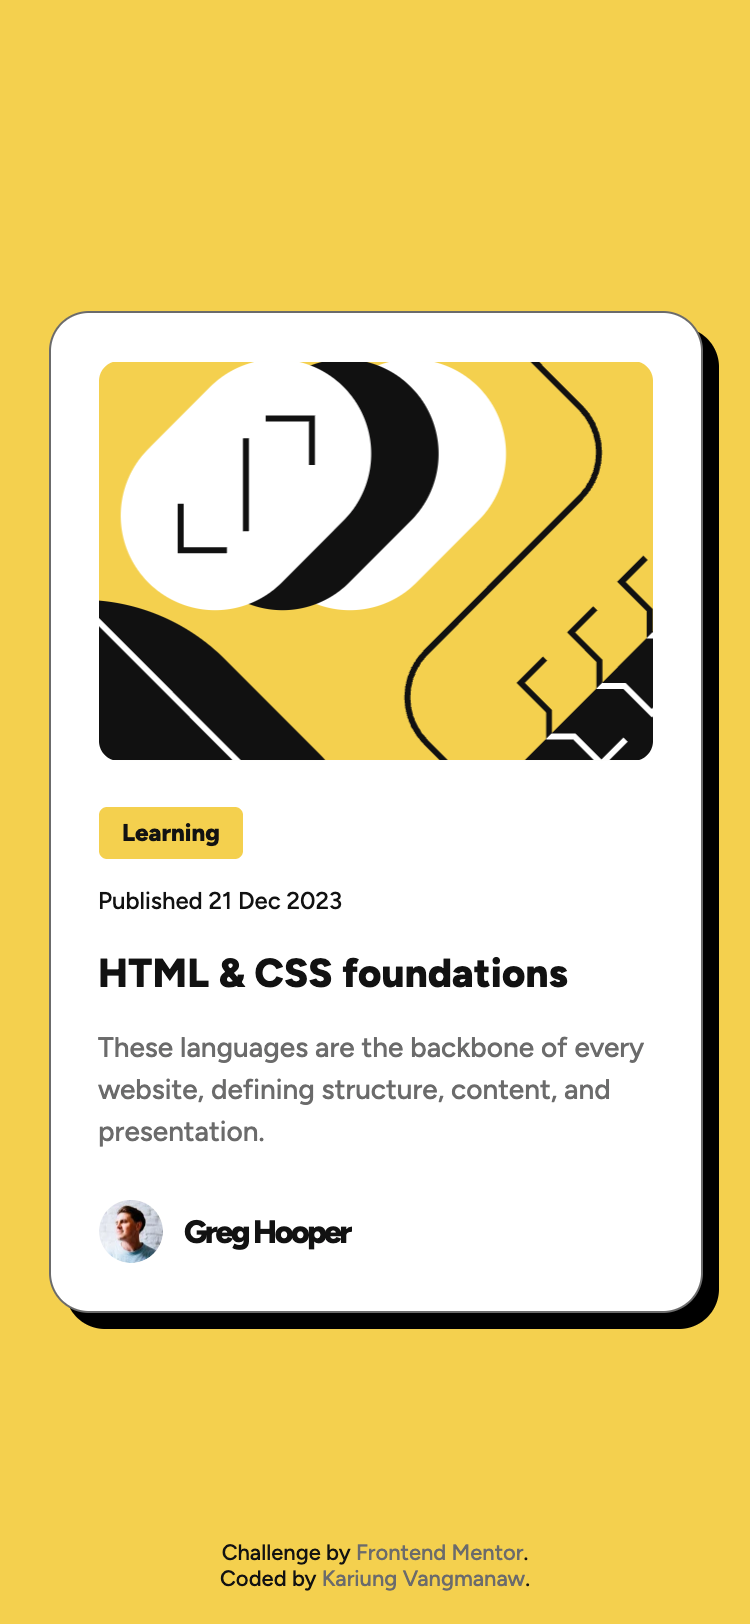 Learning
Published 21 Dec 2023
HTML & CSS foundations
These languages are the backbone of every
website, defining structure, content, and
presentation.
Greg Hooper
Challenge by Frontend Mentor.
Coded by Kariung Vangmanaw.